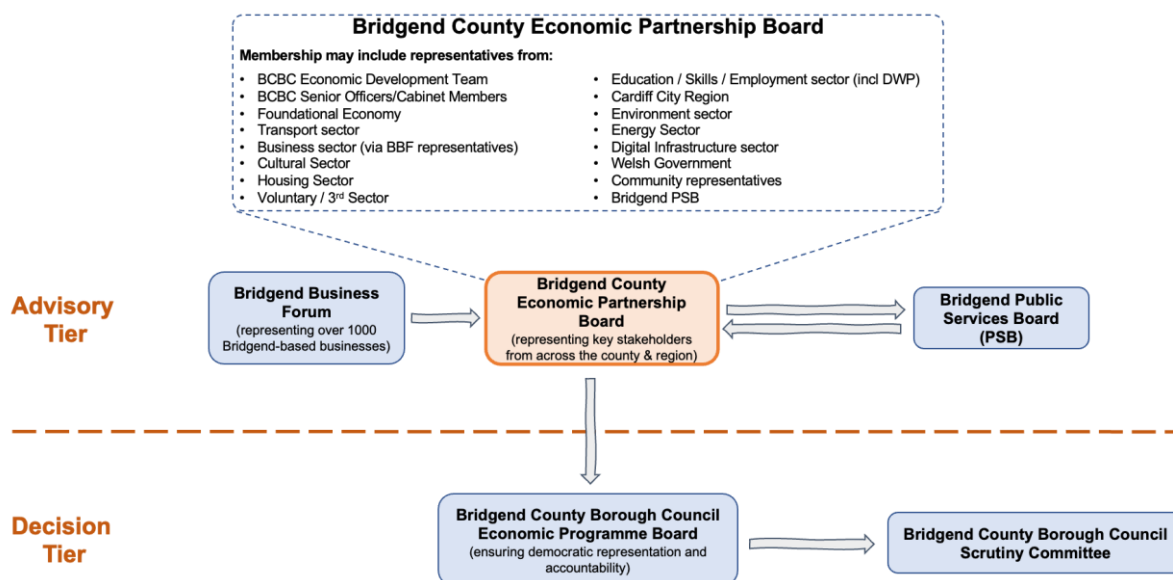 Bridgend County Economic Partnership Board
Membership may include representatives from:
• BCBC Economic Development Team
• BCBC Senior Officers/Cabinet Members
• Foundational Economy
• Transport sector
• Business sector (via BBF representatives)
• Cultural Sector
• Housing Sector
• Voluntary / 3rd Sector
• Education / Skills / Employment sector (incl DWP)
• Cardiff City Region
• Environment sector
• Energy Sector
• Digital Infrastructure sector
• Welsh Government
• Community representatives
• Bridgend PSB
Advisory
Tier
Bridgend Business
Forum
(representing over 1000
Bridgend-based businesses)
Bridgend County
Economic Partnership
Board
(representing key stakeholders
from across the county & region)
Bridgend Public
Services Board
(PSB)
Decision
Tier
Bridgend County Borough Council
Economic Programme Board
(ensuring democratic representation and
accountability)
Bridgend County Borough Council
Scrutiny Committee